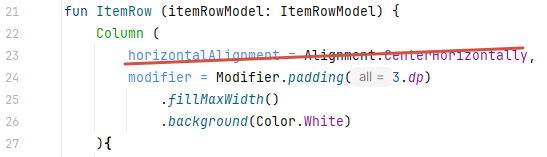 21 fun ItemRow (itemRowModel: ItemRowModel) {
22 Column (
23 horizontalAlignment = Alignment.CenterHorizontally,
24 modifier = Modifier.padding( all = 3.dp)
25 .fillMaxWidth()
26 .background(Color.White)
27 ){